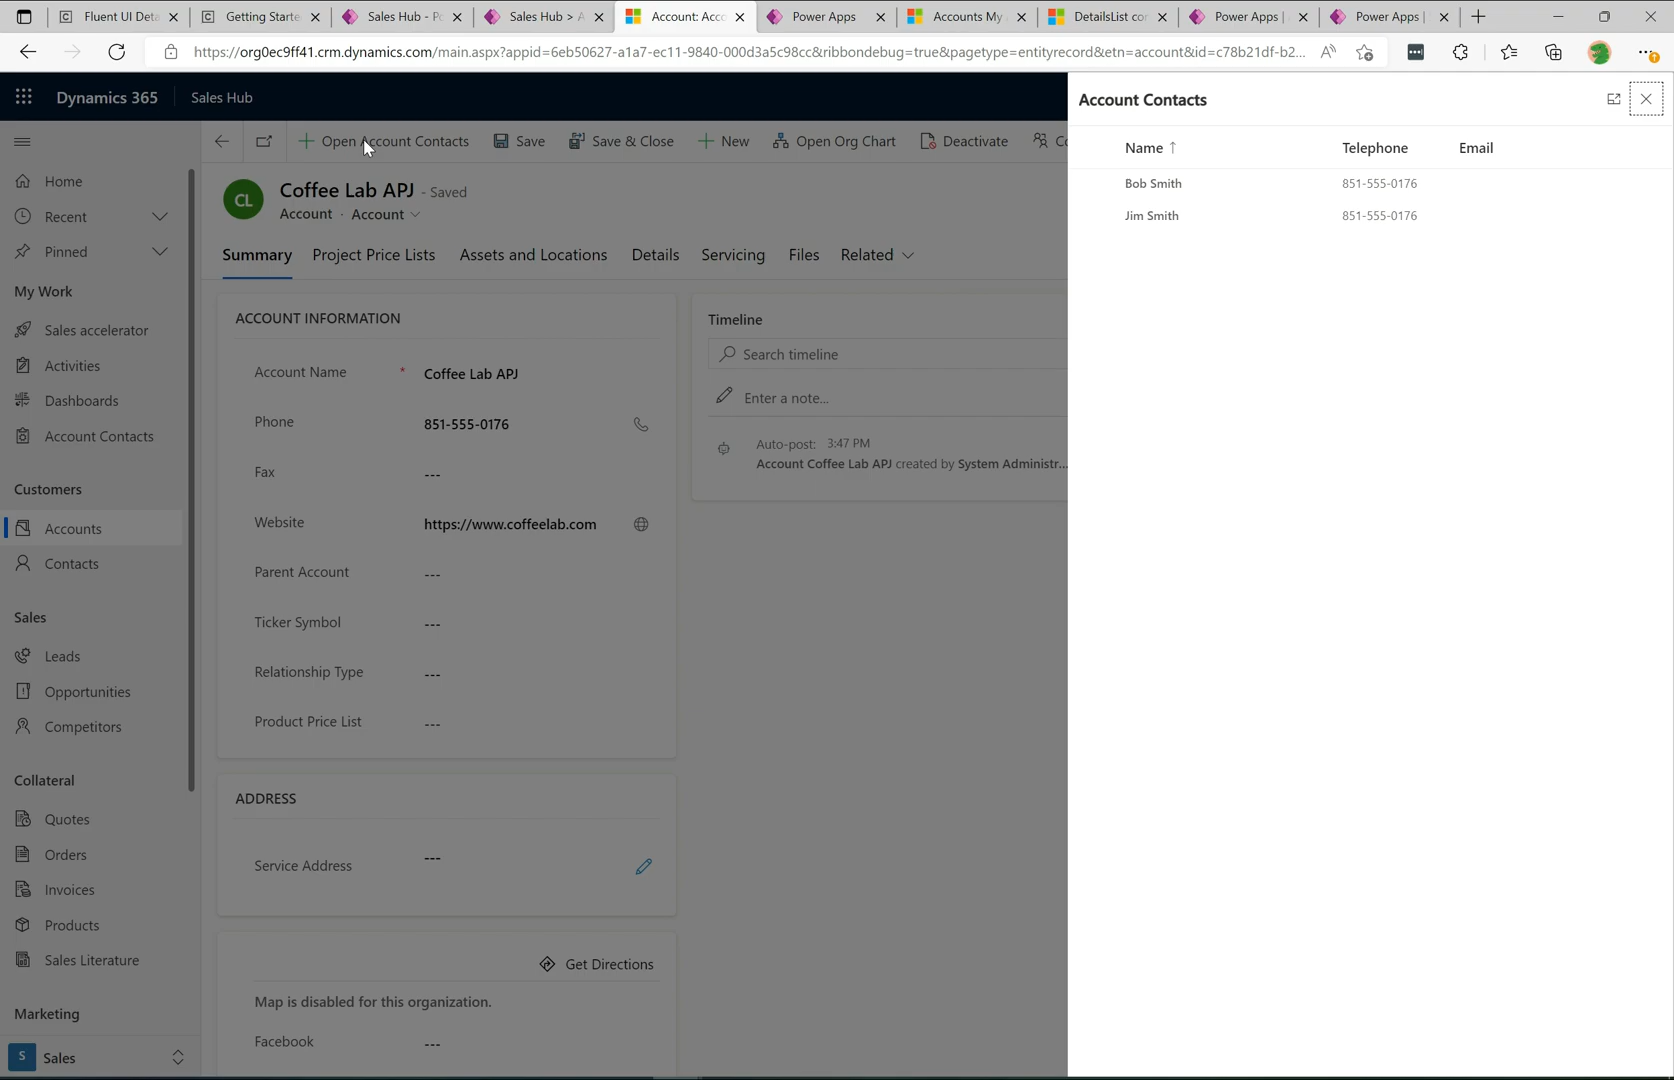 Fluent UI Deta
Getting Starte
Sales Hub - Po
Sales Hub > A
Account: Acco
Power Apps
Accounts My
DetailsList cor
Power Apps |
Power Apps |
https://org0ec9ff41.crm.dynamics.com/main.aspx?appid=6eb50627-a1a7-ec11-9840-000d3a5c98cc&ribbondebug=true&pagetype=entityrecord&etn=account&id=c78b21df-b2...
Dynamics 365
Sales Hub
Home
Recent
Pinned
My Work
Sales accelerator
Activities
Dashboards
Account Contacts
Customers
Accounts
Contacts
Sales
Leads
Opportunities
Competitors
Collateral
Quotes
Orders
Invoices
Products
Sales Literature
Marketing
S Sales
Open Account Contacts
Save
Save & Close
New
Open Org Chart
Deactivate
Co
CL
Coffee Lab APJ - Saved
Account · Account
Summary
Project Price Lists
Assets and Locations
Details
Servicing
Files
Related
ACCOUNT INFORMATION
Account Name * Coffee Lab APJ
Phone 851-555-0176
Fax ---
Website https://www.coffeelab.com
Parent Account ---
Ticker Symbol ---
Relationship Type ---
Product Price List ---
ADDRESS
Service Address ---
Get Directions
Map is disabled for this organization.
Facebook ---
Timeline
Search timeline
Enter a note...
Auto-post: 3:47 PM
Account Coffee Lab APJ created by System Administr...
Account Contacts
Name ↑ Telephone Email
Bob Smith 851-555-0176
Jim Smith 851-555-0176